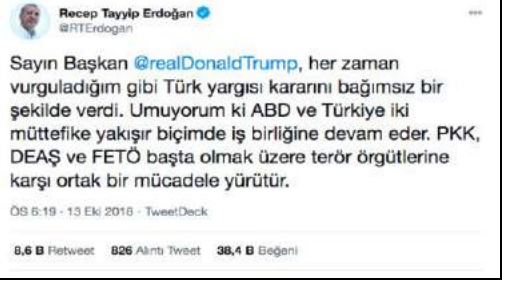 Recep Tayyip Erdoğan
@RTErdogan
Sayın Başkan @realDonaldTrump, her zaman
vurguladığım gibi Türk yargısı kararını bağımsız bir
şekilde verdi. Umuyorum ki ABD ve Türkiye iki
müttefike yakışır biçimde iş birliğine devam eder. PKK,
DEAŞ ve FETÖ başta olmak üzere terör örgütlerine
karşı ortak bir mücadele yürütür.
ÖS 6:19 · 13 Eki 2018 · TweetDeck
8,6 B Retweet 826 Alıntı Tweet 38,4 B Beğeni